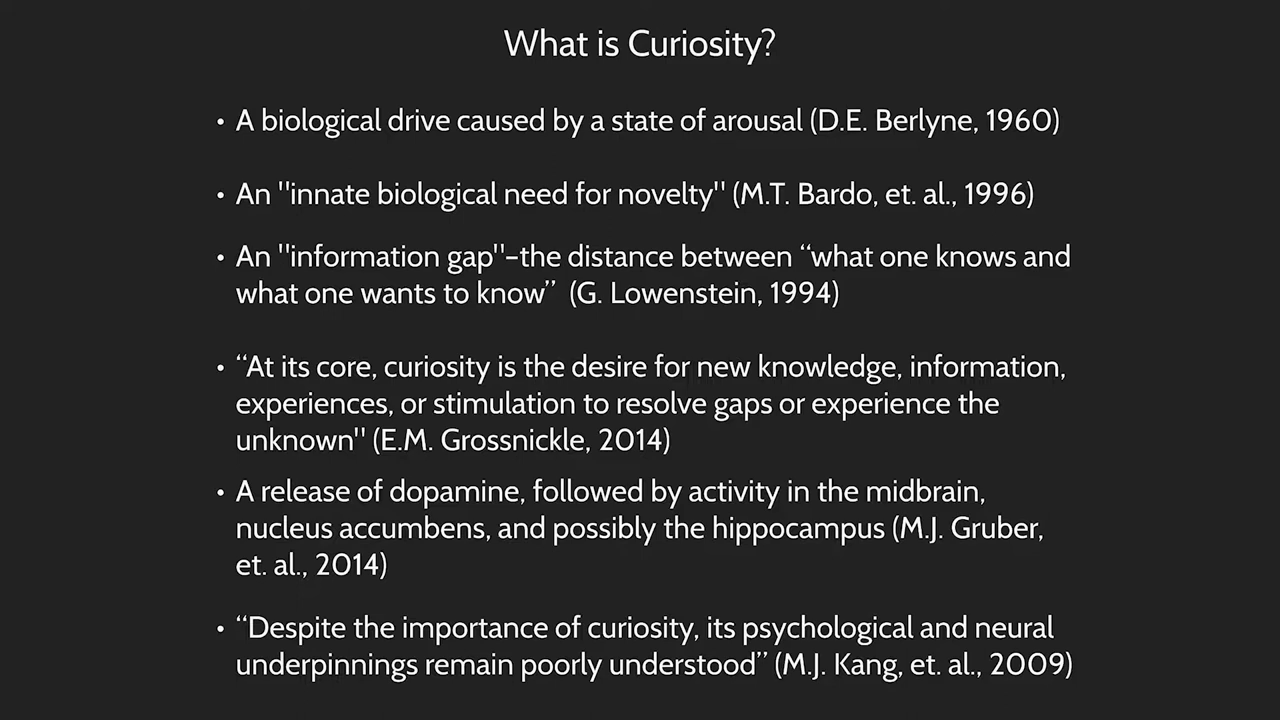 What is Curiosity?
• A biological drive caused by a state of arousal (D.E. Berlyne, 1960)
• An "innate biological need for novelty" (M.T. Bardo, et. al., 1996)
• An "information gap"–the distance between “what one knows and
what one wants to know” (G. Lowenstein, 1994)
• “At its core, curiosity is the desire for new knowledge, information,
experiences, or stimulation to resolve gaps or experience the
unknown" (E.M. Grossnickle, 2014)
• A release of dopamine, followed by activity in the midbrain,
nucleus accumbens, and possibly the hippocampus (M.J. Gruber,
et. al., 2014)
• “Despite the importance of curiosity, its psychological and neural
underpinnings remain poorly understood” (M.J. Kang, et. al., 2009)